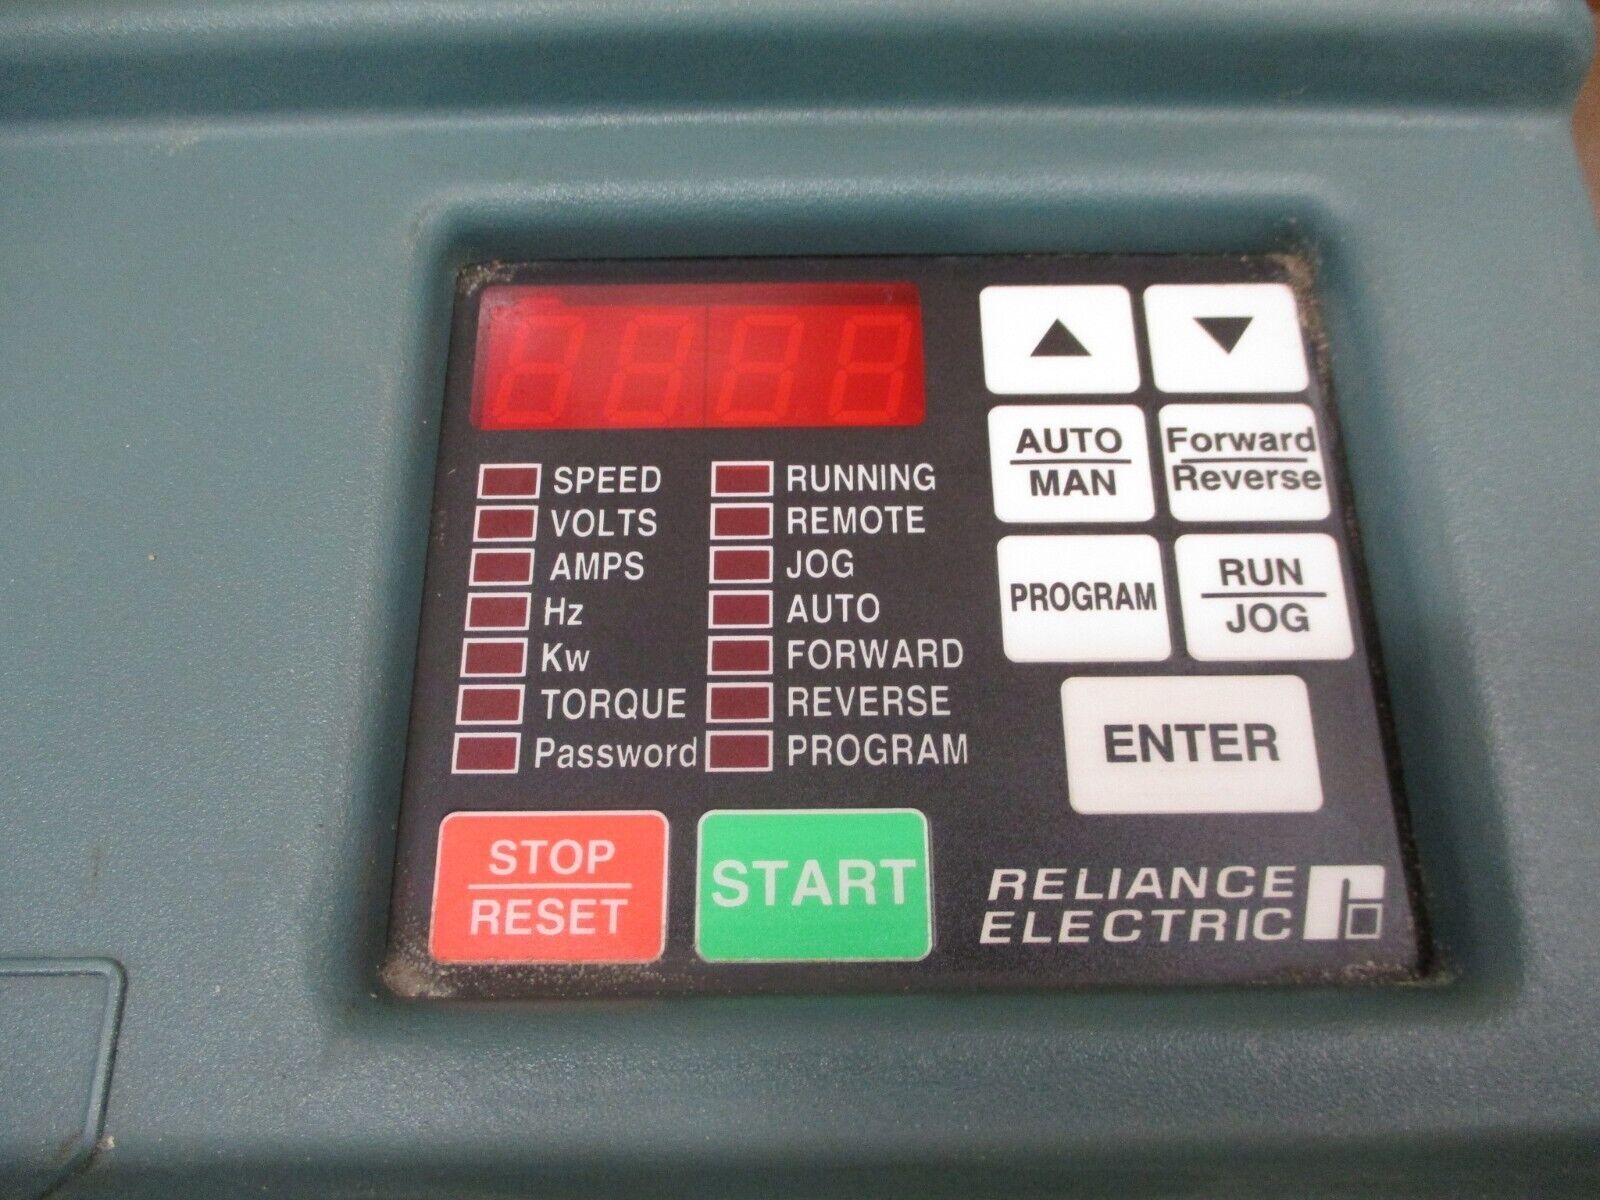 SPEED
VOLTS
AMPS
Hz
Kw
TORQUE
Password
RUNNING
REMOTE
JOG
AUTO
FORWARD
REVERSE
PROGRAM
AUTO
MAN
Forward
Reverse
PROGRAM
RUN
JOG
ENTER
STOP
RESET
START
RELIANCE
ELECTRIC